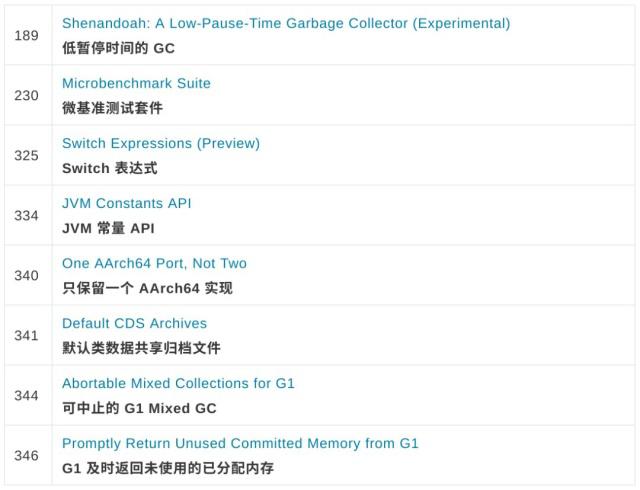 189
Shenandoah: A Low-Pause-Time Garbage Collector (Experimental)
低暂停时间的 GC
230
Microbenchmark Suite
微基准测试套件
325
Switch Expressions (Preview)
Switch 表达式
334
JVM Constants API
JVM 常量 API
340
One AArch64 Port, Not Two
只保留一个 AArch64 实现
341
Default CDS Archives
默认类数据共享归档文件
344
Abortable Mixed Collections for G1
可中止的 G1 Mixed GC
346
Promptly Return Unused Committed Memory from G1
G1 及时返回未使用的已分配内存